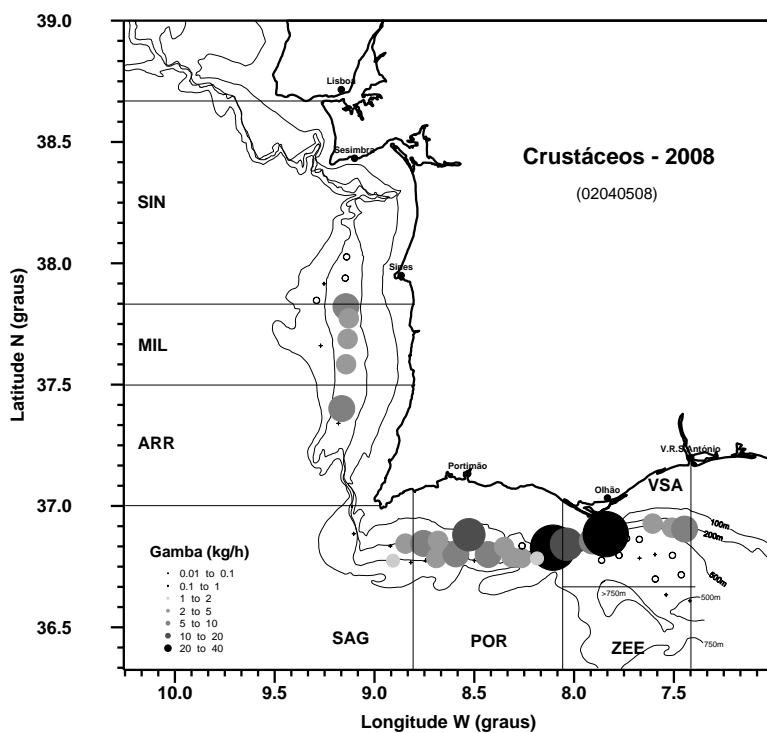 39.0
Lisboa
38.5
Sesimbra
Crustáceos - 2008
(02040508)
SIN
38.0
Sines
Latitude N (graus)
MIL
37.5
ARR
V.R.S.António
Portimão
Olhão
VSA
37.0
100m
200m
Gamba (kg/h)
0.01 to 0.1
0.1 to 1
1 to 2
2 to 5
5 to 10
10 to 20
20 to 40
500m
>750m
500m
36.5
SAG
POR
ZEE
750m
10.0
9.5
9.0
8.5
8.0
7.5
Longitude W (graus)